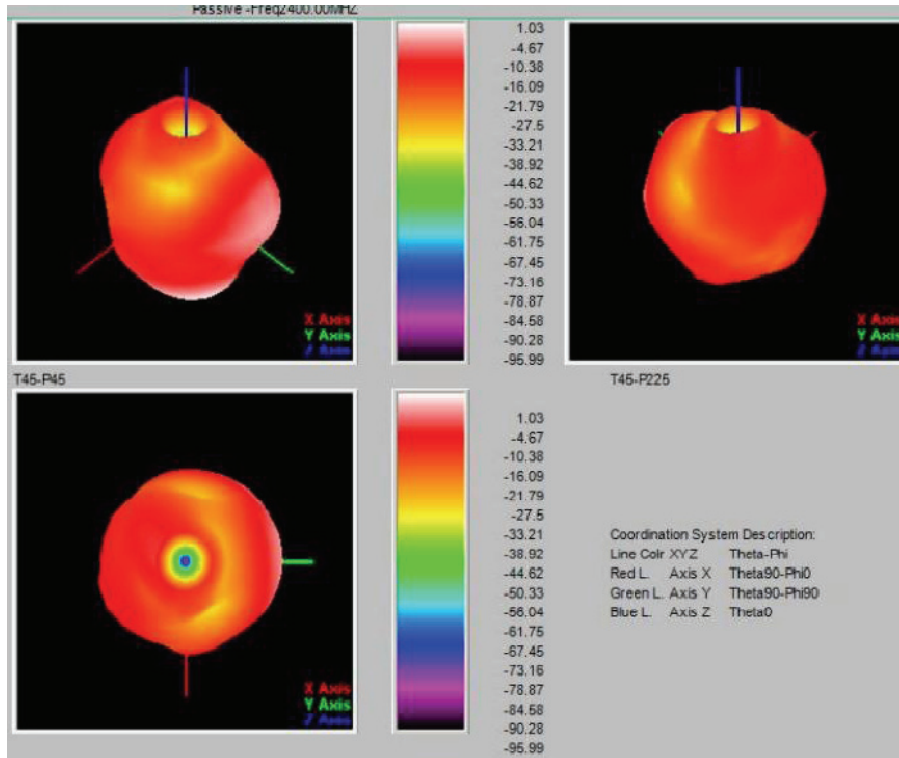 Passive -Freq2400.00MHZ
1.03
-4.67
-10.38
-16.09
-21.79
-27.5
-33.21
-38.92
-44.62
-50.33
-56.04
-61.75
-67.45
-73.16
-78.87
-84.58
-90.28
-95.99
X Axis
Y Axis
Z Axis
X Axis
Y Axis
Z Axis
T45-P45
T45-P225
1.03
-4.67
-10.38
-16.09
-21.79
-27.5
-33.21
-38.92
-44.62
-50.33
-56.04
-61.75
-67.45
-73.16
-78.87
-84.58
-90.28
-95.99
X Axis
Y Axis
Z Axis
Coordination System Description:
Line Colr XYZ Theta-Phi
Red L. Axis X Theta90-Phi0
Green L. Axis Y Theta90-Phi90
Blue L. Axis Z Theta0